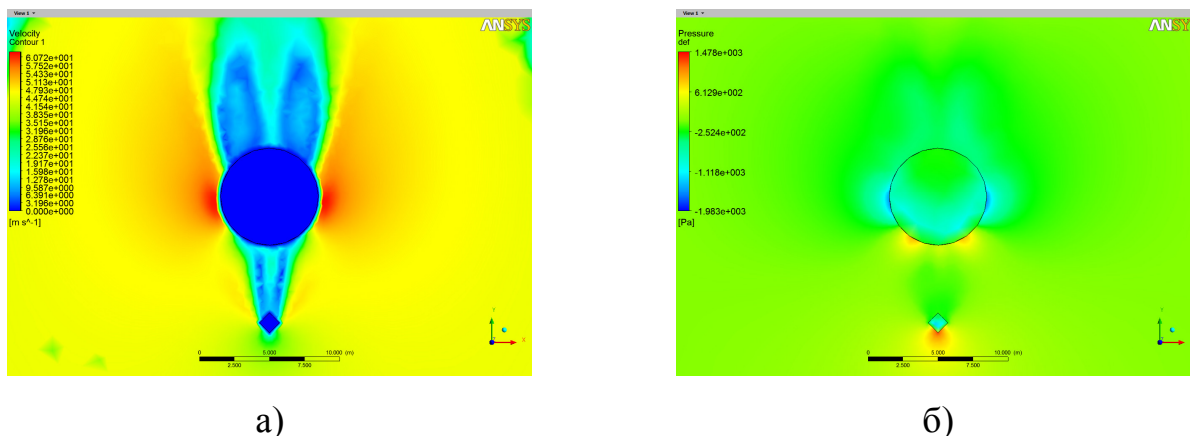 View 1
ANSYS
Velocity
Contour 1
6.072e+001
5.752e+001
5.433e+001
5.113e+001
4.793e+001
4.474e+001
4.154e+001
3.835e+001
3.515e+001
3.196e+001
2.876e+001
2.556e+001
2.237e+001
1.917e+001
1.598e+001
1.278e+001
9.587e+000
6.391e+000
3.196e+000
0.000e+000
[m s^-1]
Y
X
Z
0 5.000 10.000 (m)
2.500 7.500
а)
View 1
ANSYS
Pressure
def
1.478e+003
6.129e+002
-2.524e+002
-1.118e+003
-1.983e+003
[Pa]
Y
X
Z
0 5.000 10.000 (m)
2.500 7.500
б)